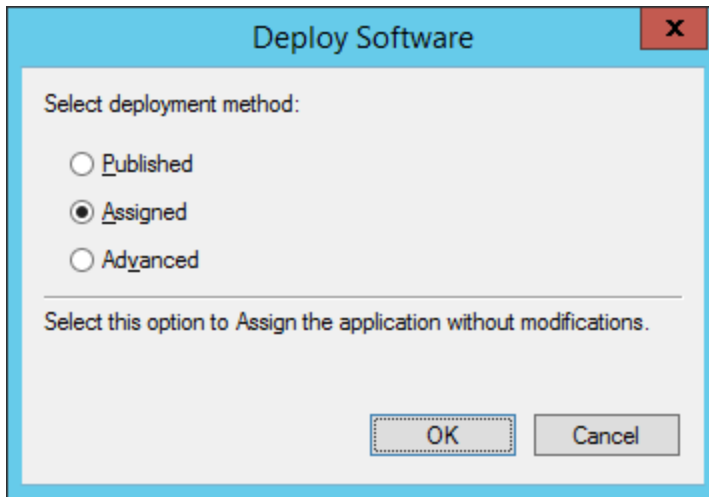 Deploy Software
x
Select deployment method:
Published
Assigned
Advanced
Select this option to Assign the application without modifications.
OK
Cancel